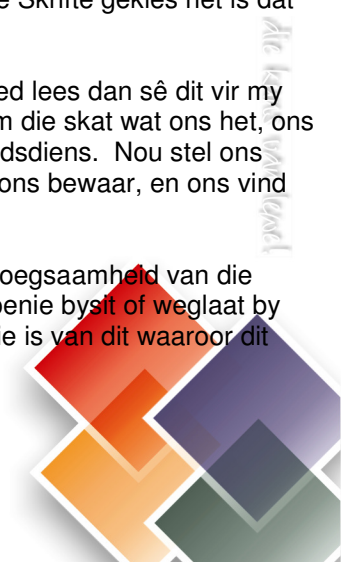 e Skrifte gekies het is dat
ed lees dan sê dit vir my
m die skat wat ons het, ons
dsdiens. Nou stel ons
ons bewaar, en ons vind
oegsaamheid van die
enie bysit of weglaat by
ie is van dit waaroor dit
die